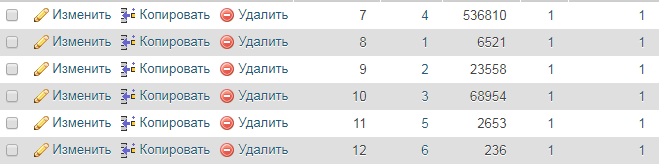 Изменить Копировать Удалить 7 4 536810 1 1
Изменить Копировать Удалить 8 1 6521 1 1
Изменить Копировать Удалить 9 2 23558 1 1
Изменить Копировать Удалить 10 3 68954 1 1
Изменить Копировать Удалить 11 5 2653 1 1
Изменить Копировать Удалить 12 6 236 1 1